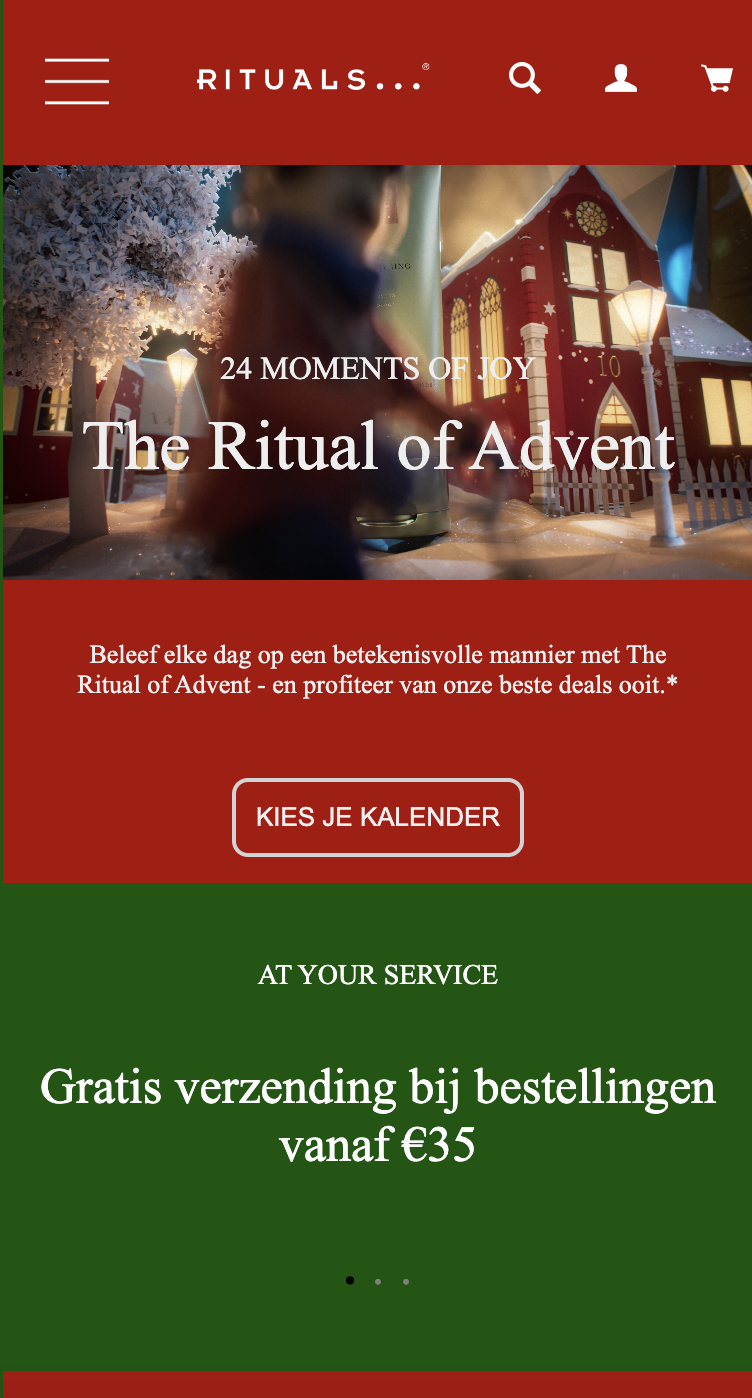 RITUALS...®
24 MOMENTS OF JOY
The Ritual of Advent
10
Beleef elke dag op een betekenisvolle mannier met The
Ritual of Advent - en profiteer van onze beste deals ooit.*
KIES JE KALENDER
AT YOUR SERVICE
Gratis verzending bij bestellingen
vanaf €35